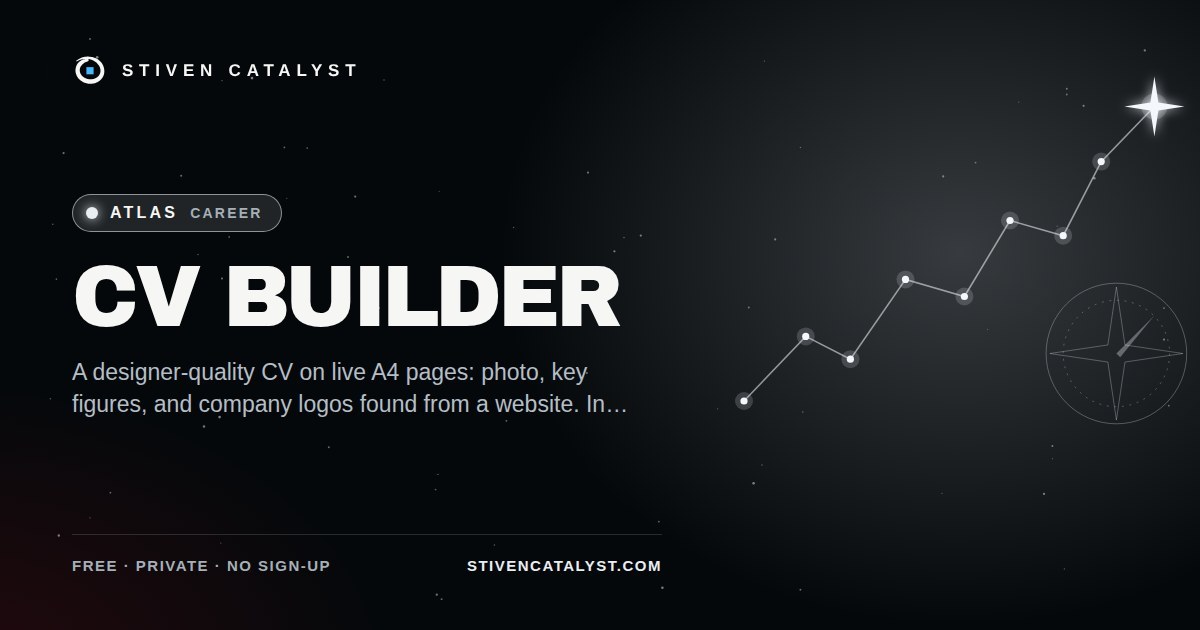 STIVEN CATALYST
ATLAS CAREER
CV BUILDER
A designer-quality CV on live A4 pages: photo, key
figures, and company logos found from a website. In…
FREE · PRIVATE · NO SIGN-UP
STIVENCATALYST.COM